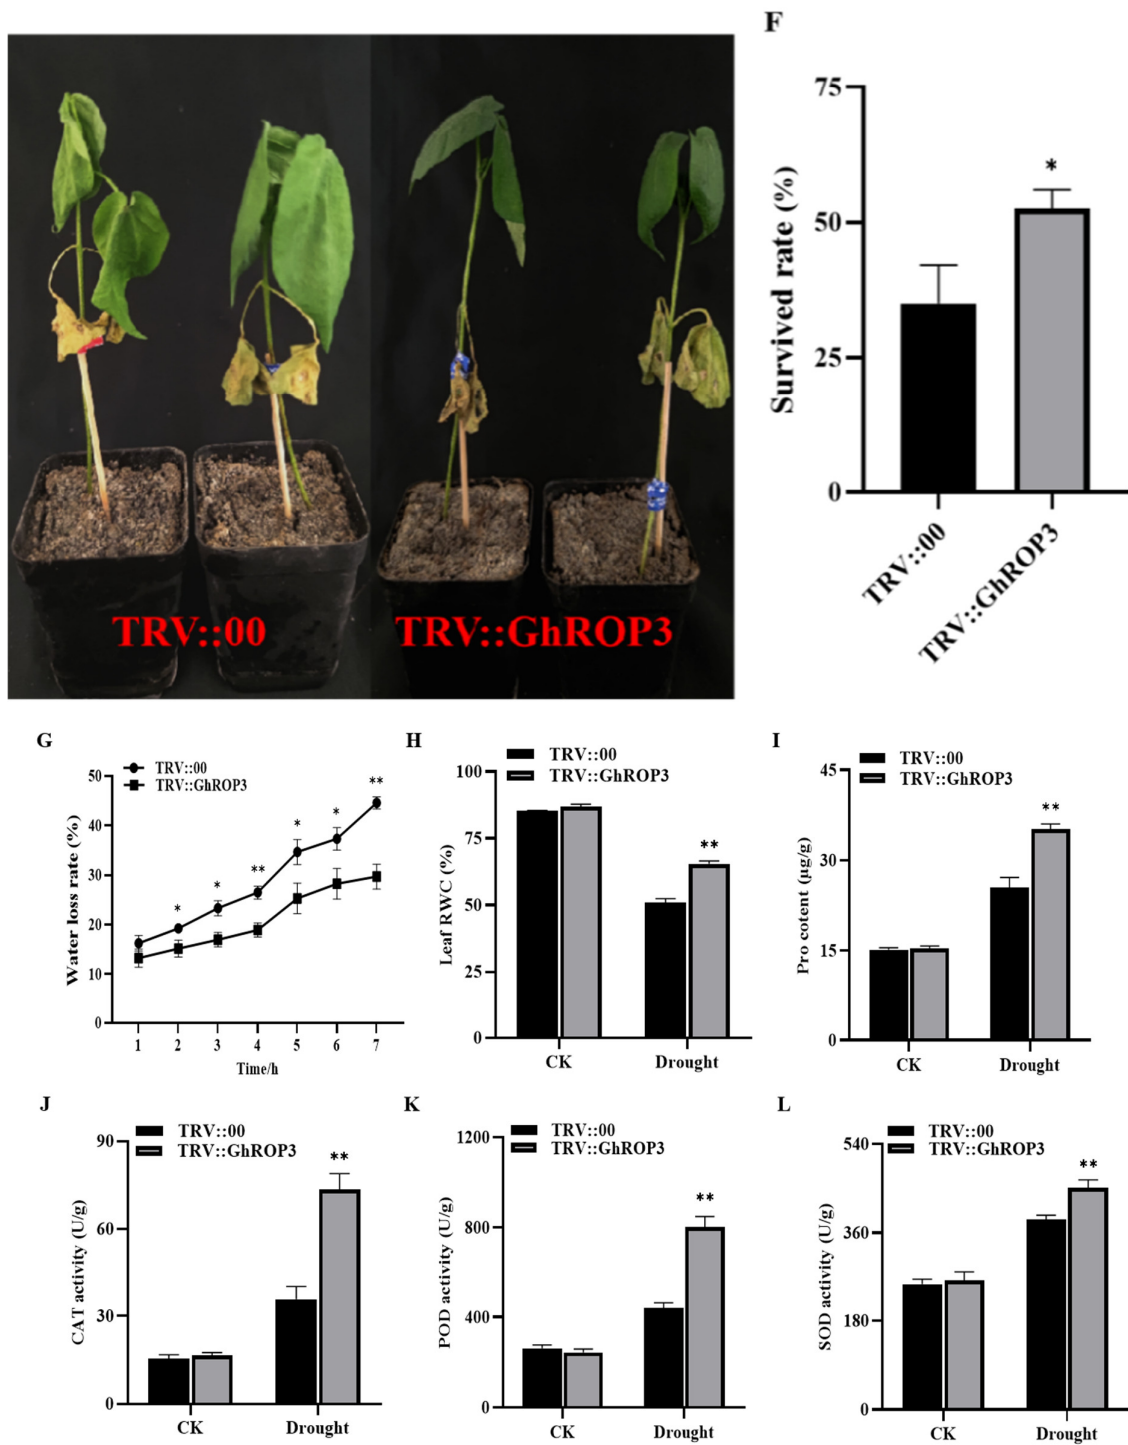 F
75
50
25
0
Survived rate (%)
*
TRV::00
TRV::GhROP3
TRV::00
TRV::GhROP3
G
TRV::00
TRV::GhROP3
50
40
30
20
10
0
Water loss rate (%)
*
*
**
*
*
**
1 2 3 4 5 6 7
Time/h
H
TRV::00
TRV::GhROP3
100
75
50
25
0
Leaf RWC (%)
**
CK Drought
I
TRV::00
TRV::GhROP3
45
30
15
0
Pro cotent (µg/g)
**
CK Drought
J
TRV::00
TRV::GhROP3
90
60
30
0
CAT activity (U/g)
**
CK Drought
K
TRV::00
TRV::GhROP3
1200
800
400
0
POD activity (U/g)
**
CK Drought
L
TRV::00
TRV::GhROP3
540
360
180
0
SOD activity (U/g)
**
CK Drought